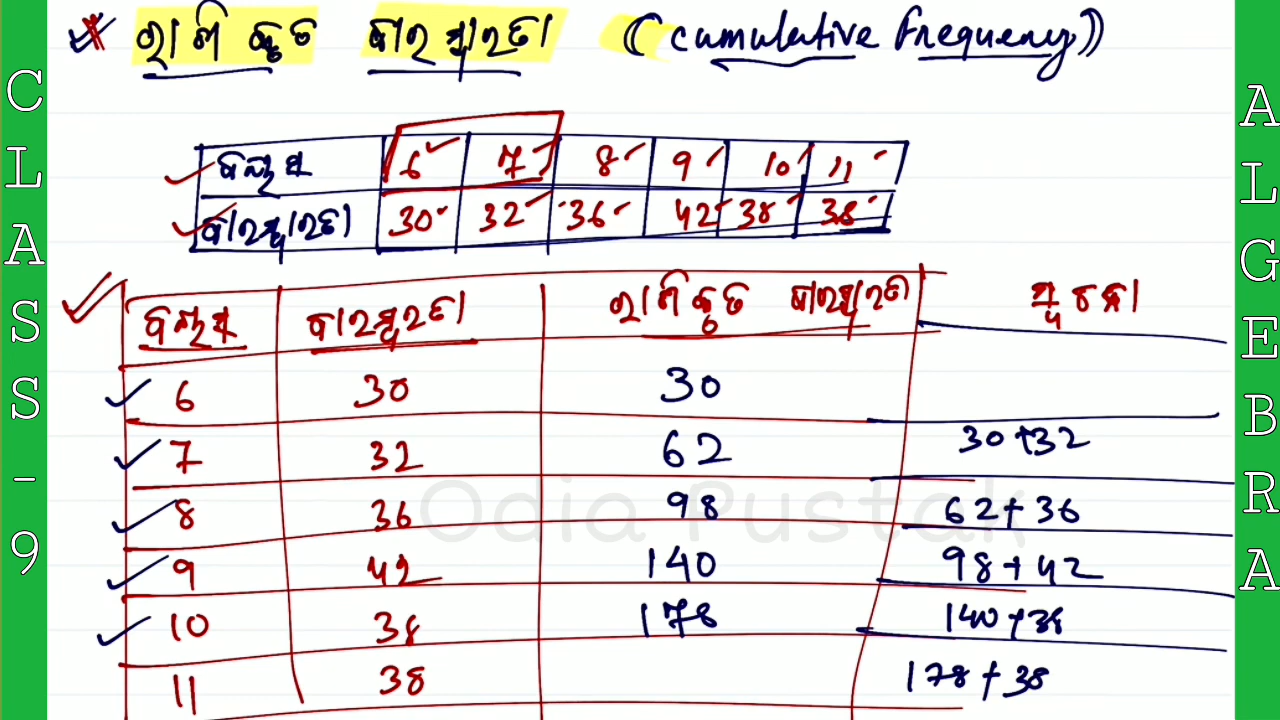 ରାଶିକୃତ ବାରମ୍ବାରତା ((Cumulative Frequency))
ଲବ୍ଧାଙ୍କ 6 7 8 9 10 11
ବାରମ୍ବାରତା 30 32 36 42 38 38
ଲବ୍ଧାଙ୍କ ବାରମ୍ବାରତା ରାଶିକୃତ ବାରମ୍ବାରତା ସୂଚନା
6 30 30
7 32 62 30+32
8 36 98 62+36
9 42 140 98+42
10 38 178 140+38
11 38 178+38
Odia Pustak
CLASS-9
ALGEBRA